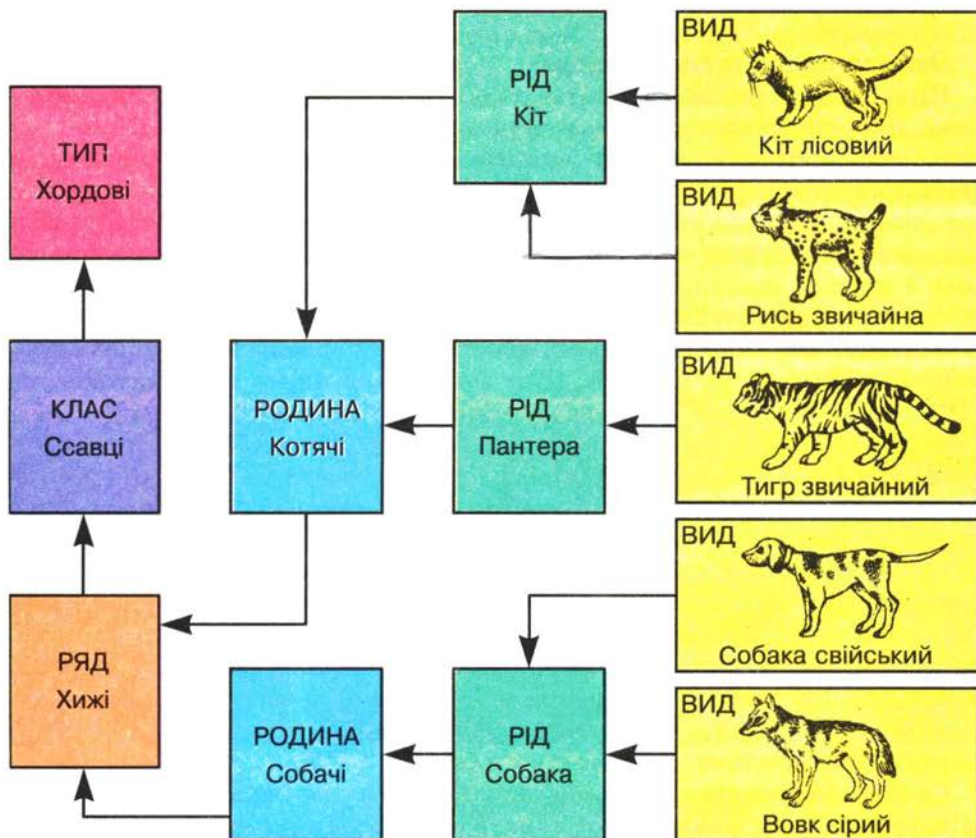 ТИП
Хордові
КЛАС
Ссавці
РЯД
Хижі
РОДИНА
Котячі
РОДИНА
Собачі
РІД
Кіт
РІД
Пантера
РІД
Собака
ВИД
Кіт лісовий
ВИД
Рись звичайна
ВИД
Тигр звичайний
ВИД
Собака свійський
ВИД
Вовк сірий